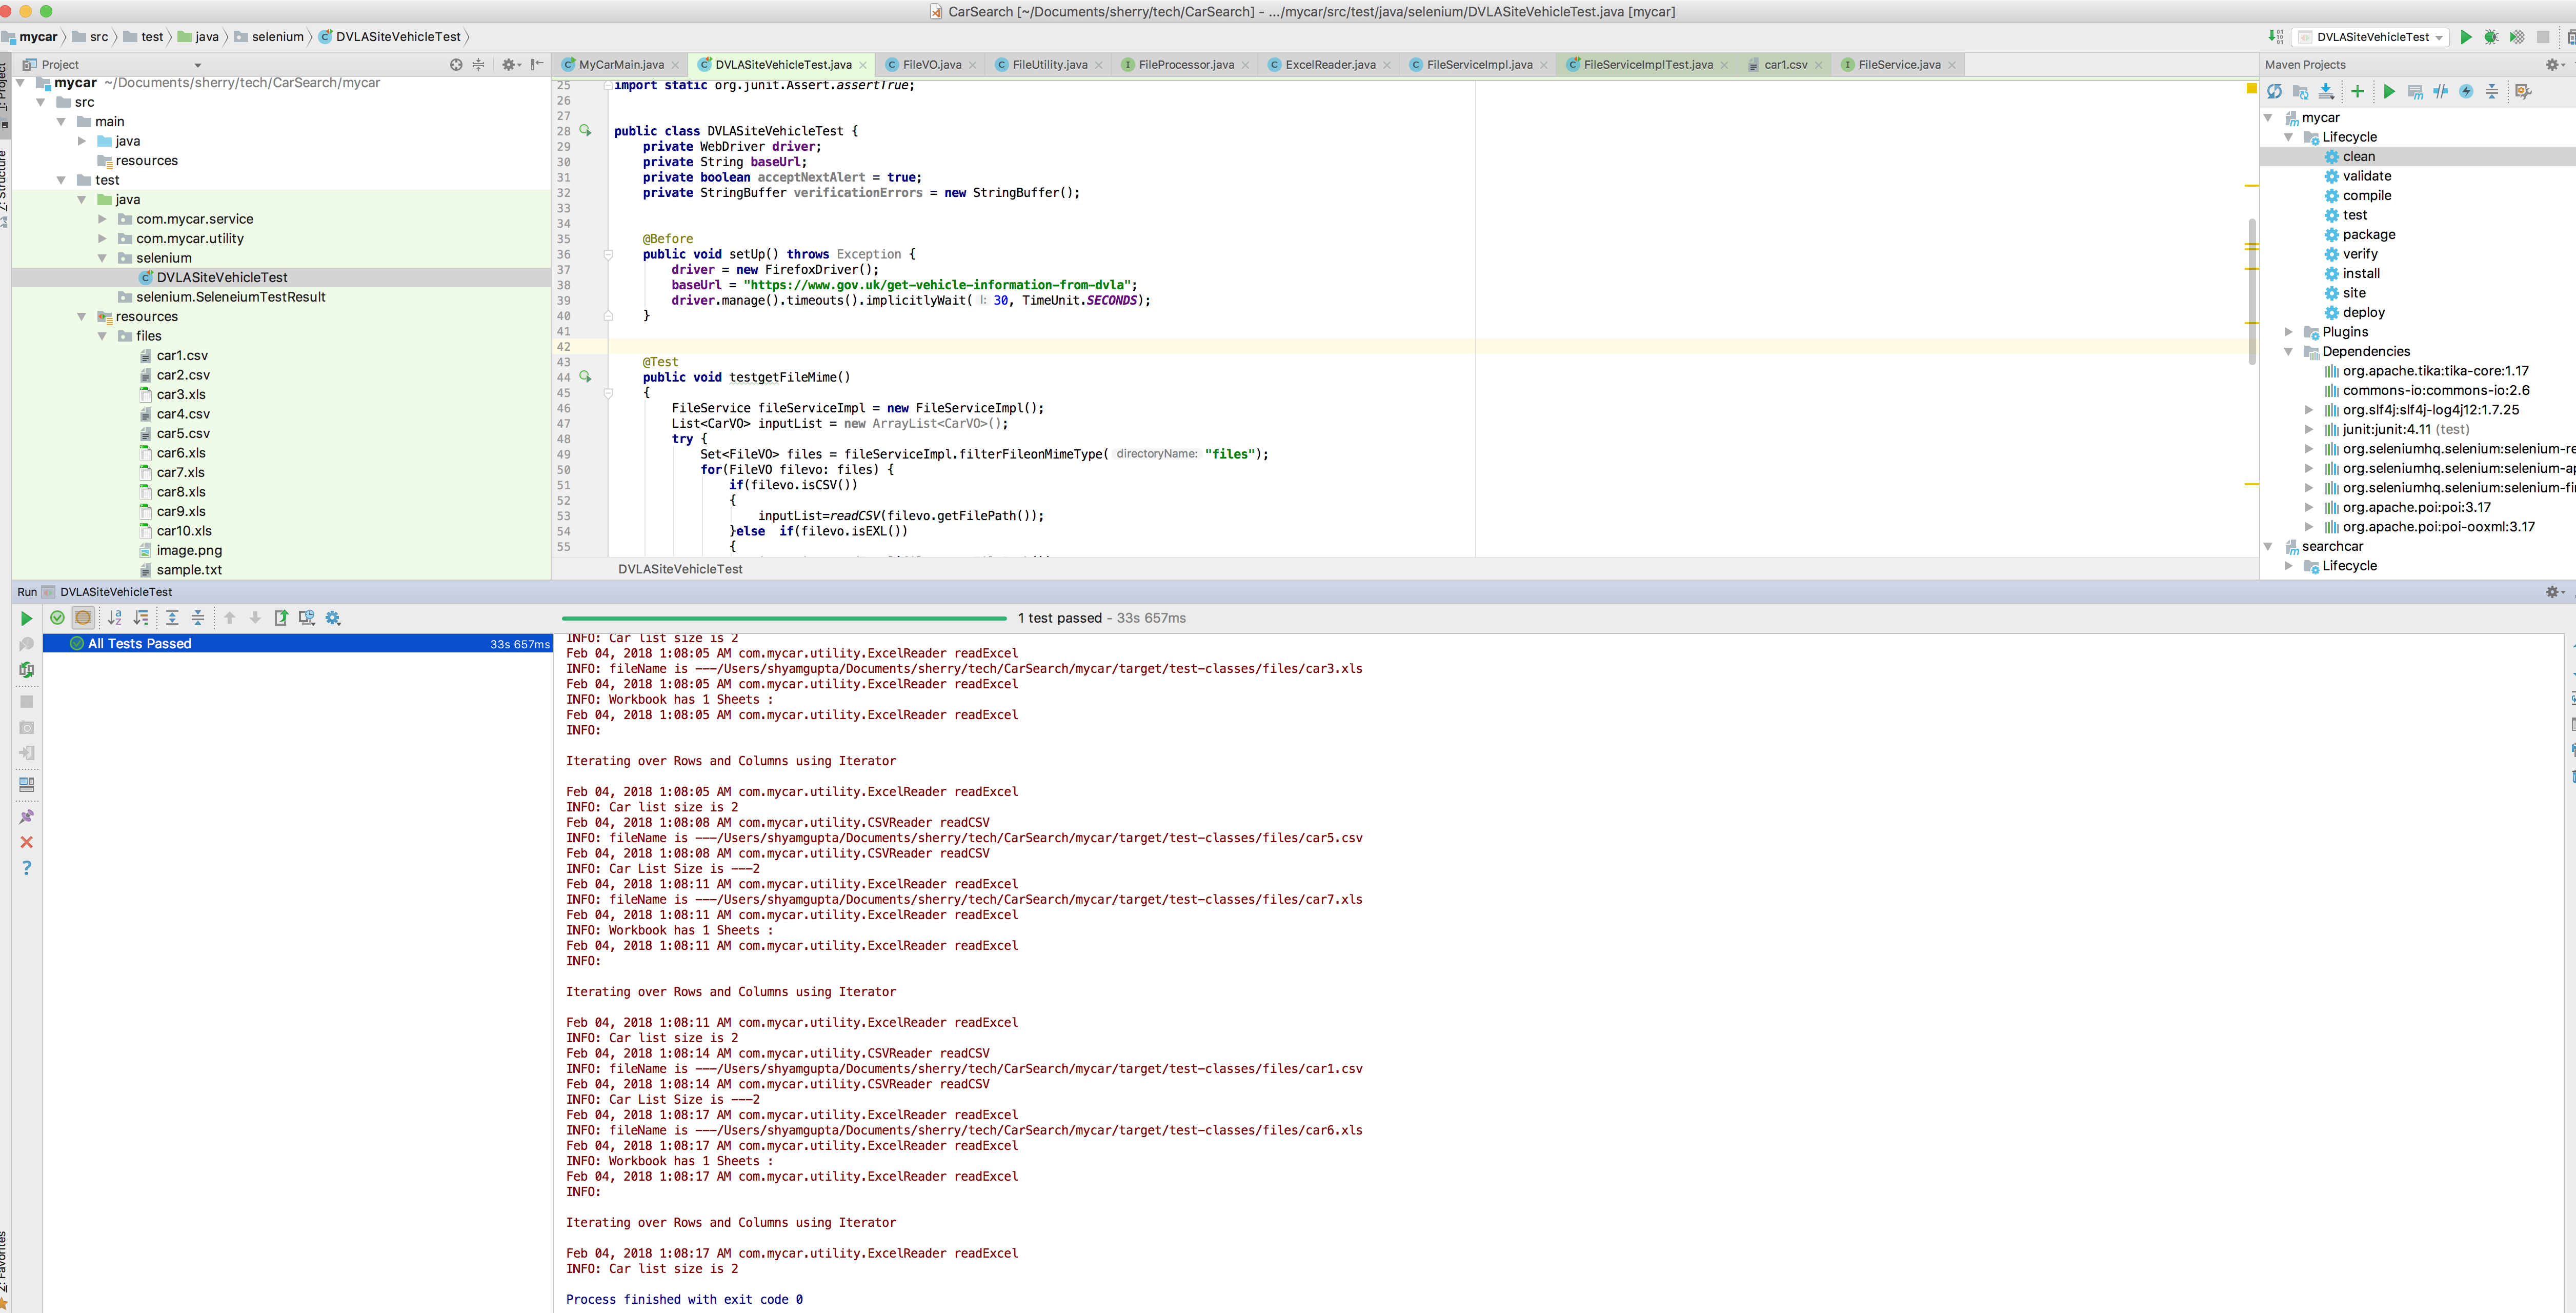 CarSearch [~/Documents/sherry/tech/CarSearch] - .../mycar/src/test/java/selenium/DVLASiteVehicleTest.java [mycar]
mycar src test java selenium DVLASiteVehicleTest
DVLASiteVehicleTest
Project
MyCarMain.java DVLASiteVehicleTest.java FileVO.java FileUtility.java FileProcessor.java ExcelReader.java FileServiceImpl.java FileServiceImplTest.java car1.csv FileService.java
Maven Projects
1: Project
Z: Structure
2: Favorites
mycar ~/Documents/sherry/tech/CarSearch/mycar
src
main
java
resources
test
java
com.mycar.service
com.mycar.utility
selenium
DVLASiteVehicleTest
selenium.SeleneiumTestResult
resources
files
car1.csv
car2.csv
car3.xls
car4.csv
car5.csv
car6.xls
car7.xls
car8.xls
car9.xls
car10.xls
image.png
sample.txt
25 import static org.junit.Assert.assertTrue;
26
27
28 public class DVLASiteVehicleTest {
29 private WebDriver driver;
30 private String baseUrl;
31 private boolean acceptNextAlert = true;
32 private StringBuffer verificationErrors = new StringBuffer();
33
34
35 @Before
36 public void setUp() throws Exception {
37 driver = new FirefoxDriver();
38 baseUrl = "https://www.gov.uk/get-vehicle-information-from-dvla";
39 driver.manage().timeouts().implicitlyWait( l: 30, TimeUnit.SECONDS);
40 }
41
42
43 @Test
44 public void testgetFileMime()
45 {
46 FileService fileServiceImpl = new FileServiceImpl();
47 List<CarVO> inputList = new ArrayList<CarVO>();
48 try {
49 Set<FileVO> files = fileServiceImpl.filterFileonMimeType( directoryName: "files");
50 for(FileVO filevo: files) {
51 if(filevo.isCSV())
52 {
53 inputList=readCSV(filevo.getFilePath());
54 }else if(filevo.isEXL())
55 {
DVLASiteVehicleTest
mycar
Lifecycle
clean
validate
compile
test
package
verify
install
site
deploy
Plugins
Dependencies
org.apache.tika:tika-core:1.17
commons-io:commons-io:2.6
org.slf4j:slf4j-log4j12:1.7.25
junit:junit:4.11 (test)
org.seleniumhq.selenium:selenium-re
org.seleniumhq.selenium:selenium-ap
org.seleniumhq.selenium:selenium-fir
org.apache.poi:poi:3.17
org.apache.poi:poi-ooxml:3.17
searchcar
Lifecycle
Run DVLASiteVehicleTest
1 test passed - 33s 657ms
All Tests Passed 33s 657ms
INFO: Car list size is 2
Feb 04, 2018 1:08:05 AM com.mycar.utility.ExcelReader readExcel
INFO: fileName is ---/Users/shyamgupta/Documents/sherry/tech/CarSearch/mycar/target/test-classes/files/car3.xls
Feb 04, 2018 1:08:05 AM com.mycar.utility.ExcelReader readExcel
INFO: Workbook has 1 Sheets :
Feb 04, 2018 1:08:05 AM com.mycar.utility.ExcelReader readExcel
INFO:
Iterating over Rows and Columns using Iterator
Feb 04, 2018 1:08:05 AM com.mycar.utility.ExcelReader readExcel
INFO: Car list size is 2
Feb 04, 2018 1:08:08 AM com.mycar.utility.CSVReader readCSV
INFO: fileName is ---/Users/shyamgupta/Documents/sherry/tech/CarSearch/mycar/target/test-classes/files/car5.csv
Feb 04, 2018 1:08:08 AM com.mycar.utility.CSVReader readCSV
INFO: Car List Size is ---2
Feb 04, 2018 1:08:11 AM com.mycar.utility.ExcelReader readExcel
INFO: fileName is ---/Users/shyamgupta/Documents/sherry/tech/CarSearch/mycar/target/test-classes/files/car7.xls
Feb 04, 2018 1:08:11 AM com.mycar.utility.ExcelReader readExcel
INFO: Workbook has 1 Sheets :
Feb 04, 2018 1:08:11 AM com.mycar.utility.ExcelReader readExcel
INFO:
Iterating over Rows and Columns using Iterator
Feb 04, 2018 1:08:11 AM com.mycar.utility.ExcelReader readExcel
INFO: Car list size is 2
Feb 04, 2018 1:08:14 AM com.mycar.utility.CSVReader readCSV
INFO: fileName is ---/Users/shyamgupta/Documents/sherry/tech/CarSearch/mycar/target/test-classes/files/car1.csv
Feb 04, 2018 1:08:14 AM com.mycar.utility.CSVReader readCSV
INFO: Car List Size is ---2
Feb 04, 2018 1:08:17 AM com.mycar.utility.ExcelReader readExcel
INFO: fileName is ---/Users/shyamgupta/Documents/sherry/tech/CarSearch/mycar/target/test-classes/files/car6.xls
Feb 04, 2018 1:08:17 AM com.mycar.utility.ExcelReader readExcel
INFO: Workbook has 1 Sheets :
Feb 04, 2018 1:08:17 AM com.mycar.utility.ExcelReader readExcel
INFO:
Iterating over Rows and Columns using Iterator
Feb 04, 2018 1:08:17 AM com.mycar.utility.ExcelReader readExcel
INFO: Car list size is 2
Process finished with exit code 0